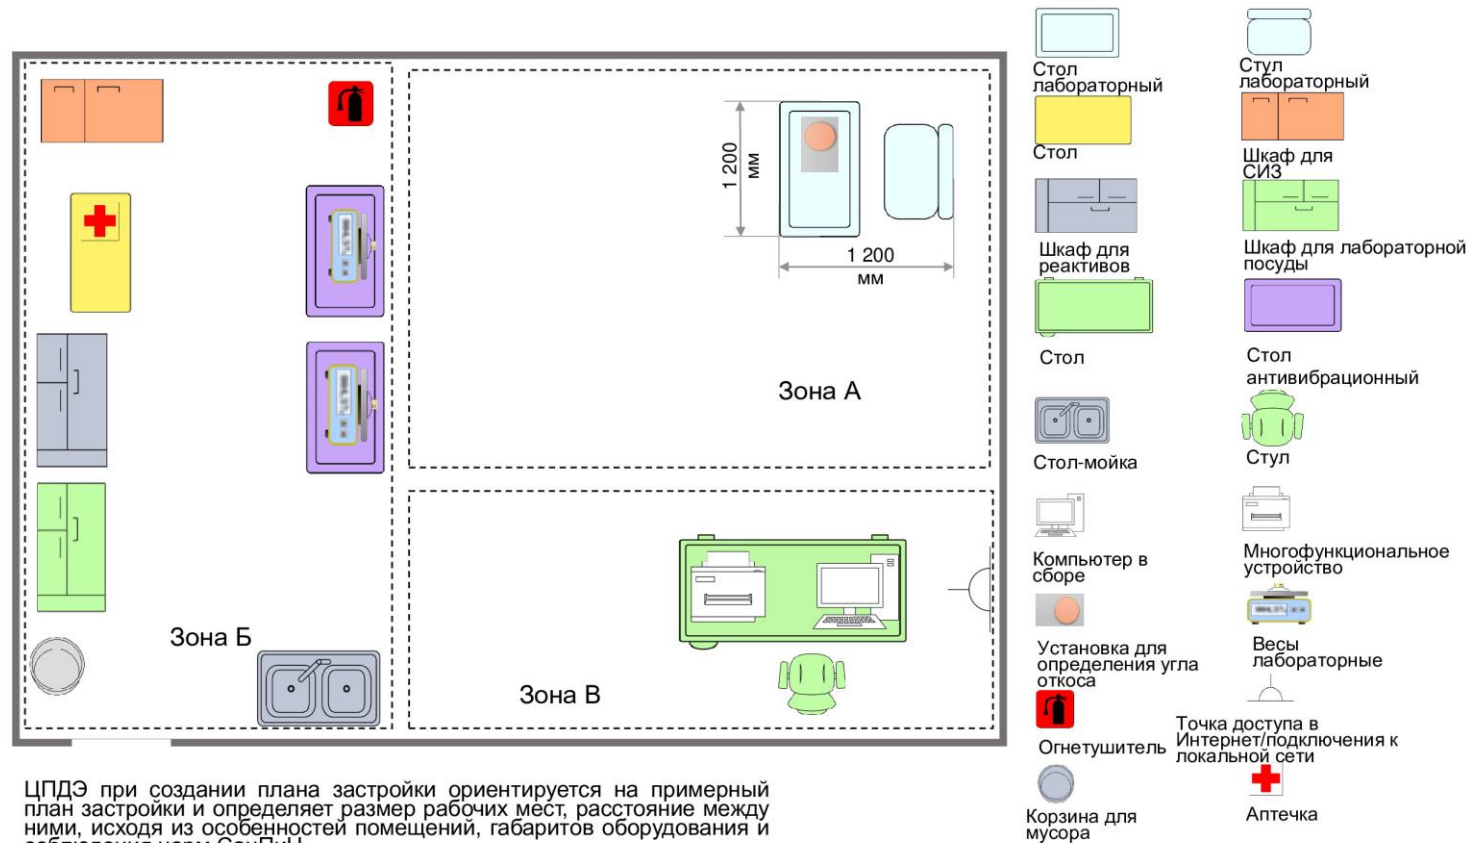 1 200
мм
1 200
мм
Зона А
Зона Б
Зона В
Стол
лабораторный
Стул
лабораторный
Стол
Шкаф для
СИЗ
Шкаф для
реактивов
Шкаф для лабораторной
посуды
Стол
Стол
антивибрационный
Стол-мойка
Стул
Компьютер в
сборе
Многофункциональное
устройство
Установка для
определения угла
откоса
Весы
лабораторные
Огнетушитель
Точка доступа в
Интернет/подключения к
локальной сети
Корзина для
мусора
Аптечка
ЦПДЭ при создании плана застройки ориентируется на примерный
план застройки и определяет размер рабочих мест, расстояние между
ними, исходя из особенностей помещений, габаритов оборудования и